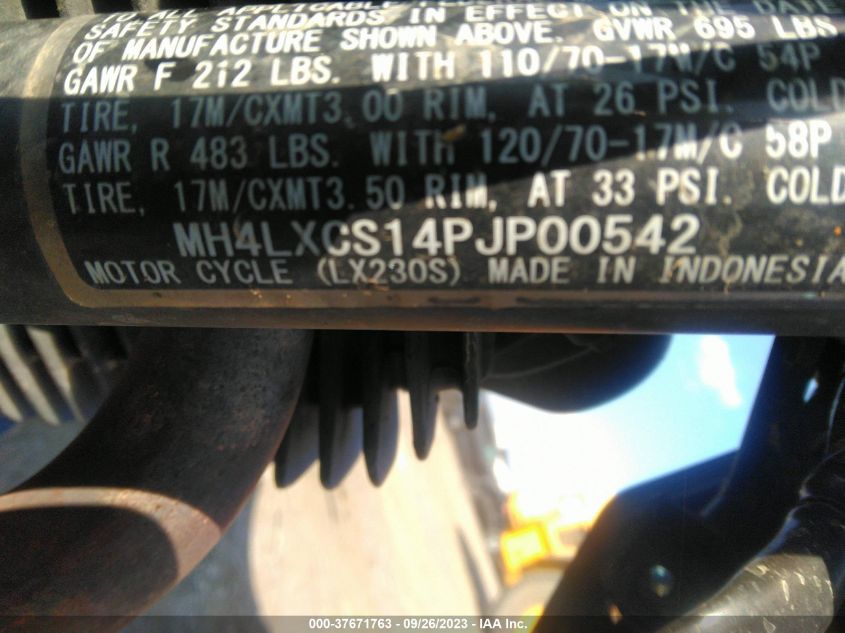 TO ALL APPLICABLE
SAFETY STANDARDS IN EFFECT ON THE DATE
OF MANUFACTURE SHOWN ABOVE. GVWR 695 LBS
GAWR F 212 LBS. WITH 110/70-17M/C 54P
TIRE, 17M/CXMT3.00 RIM, AT 26 PSI. COLD
GAWR R 483 LBS. WITH 120/70-17M/C 58P
TIRE, 17M/CXMT3.50 RIM, AT 33 PSI. COLD
MH4LXCS14PJP00542
MOTOR CYCLE (LX230S) MADE IN INDONESIA
000-37671763 - 09/26/2023 - IAA Inc.